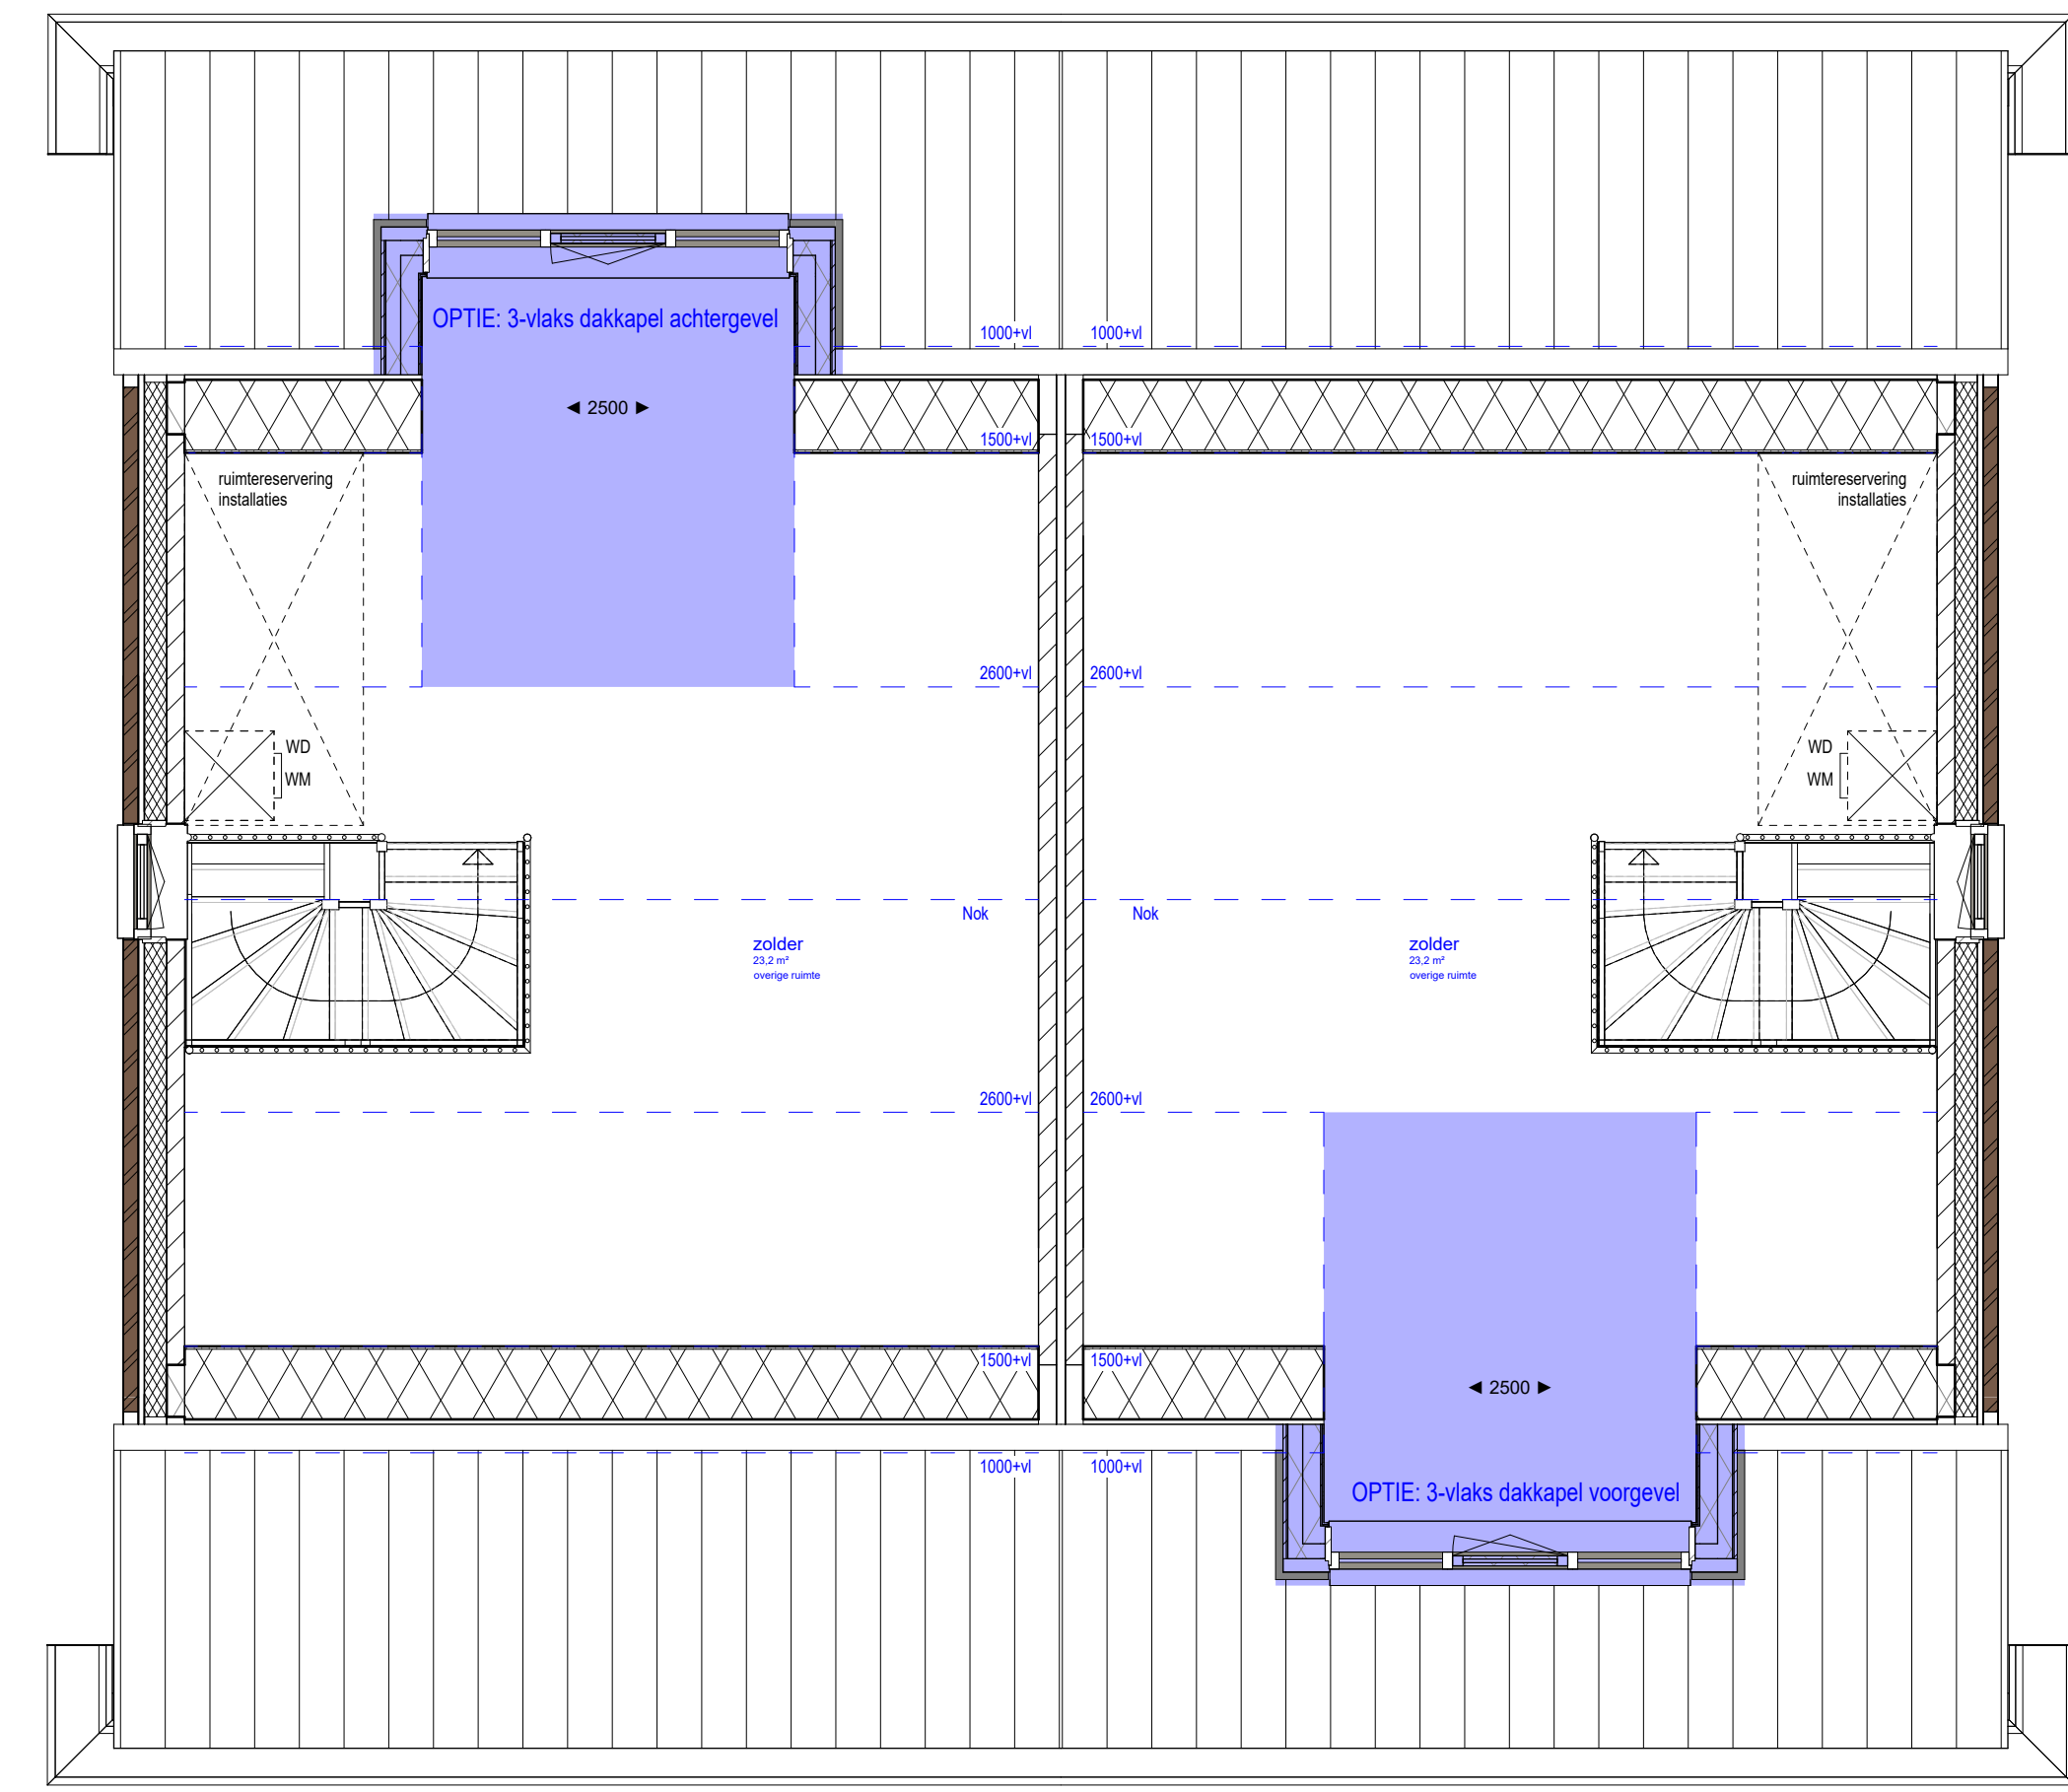 OPTIE: 3-vlaks dakkapel achtergevel
1000+vl
1000+vl
◄ 2500 ►
1500+vl
1500+vl
ruimtereservering
installaties
ruimtereservering
installaties
2600+vl
2600+vl
WD
WM
WD
WM
Nok
Nok
zolder
23,2 m²
overige ruimte
zolder
23,2 m²
overige ruimte
2600+vl
2600+vl
1500+vl
1500+vl
◄ 2500 ►
1000+vl
1000+vl
OPTIE: 3-vlaks dakkapel voorgevel